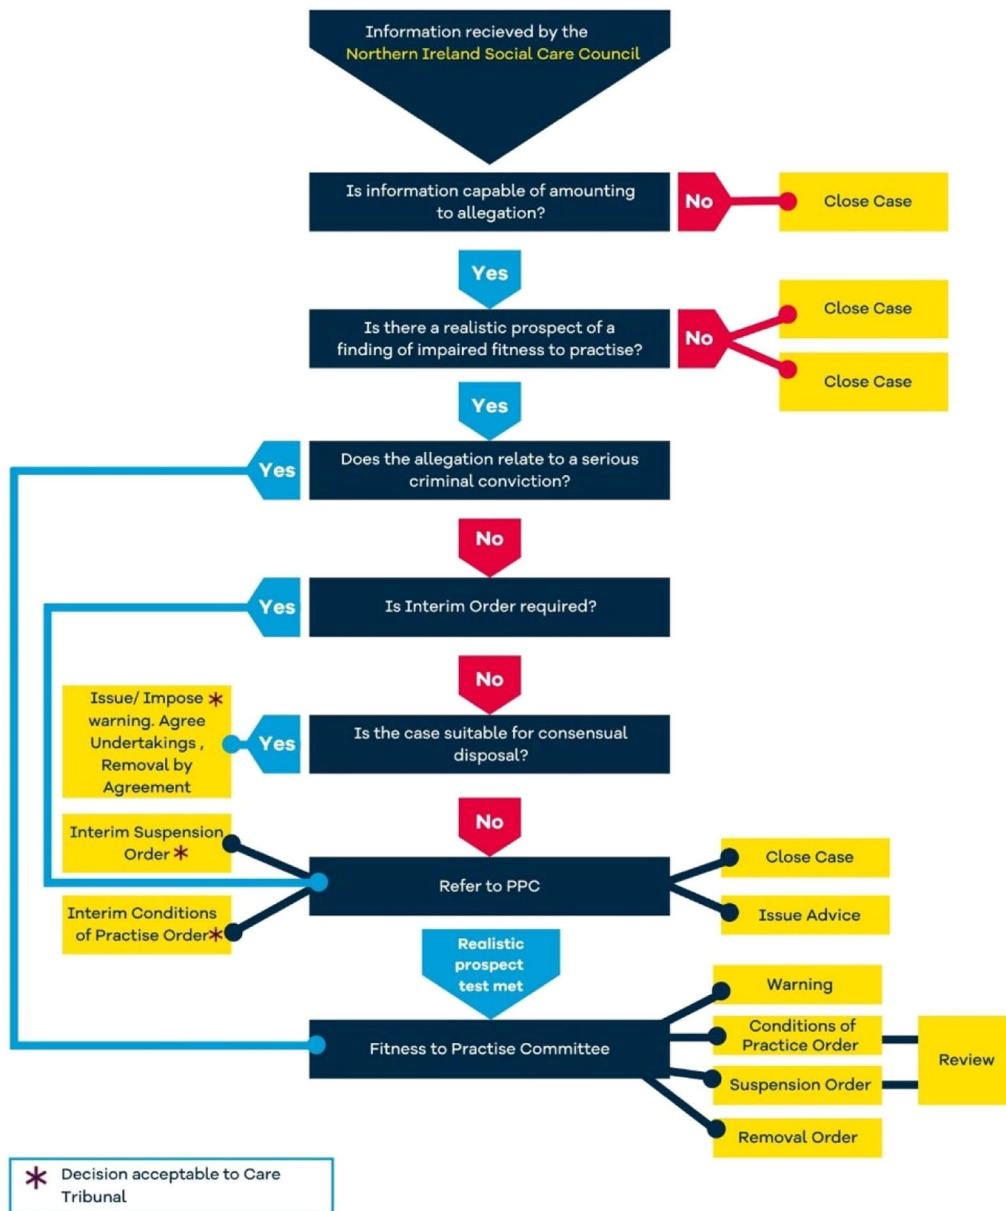 Information recieved by the
Northern Ireland Social Care Council
Is information capable of amounting
to allegation?
No
Close Case
Yes
Is there a realistic prospect of a
finding of impaired fitness to practise?
No
Close Case
Close Case
Yes
Does the allegation relate to a serious
criminal conviction?
Yes
No
Is Interim Order required?
Yes
No
Is the case suitable for consensual
disposal?
Yes
Issue/ Impose *
warning. Agree
Undertakings ,
Removal by
Agreement
No
Interim Suspension
Order *
Interim Conditions
of Practise Order*
Refer to PPC
Close Case
Issue Advice
Realistic
prospect
test met
Fitness to Practise Committee
Warning
Conditions of
Practice Order
Suspension Order
Removal Order
Review
* Decision acceptable to Care
Tribunal